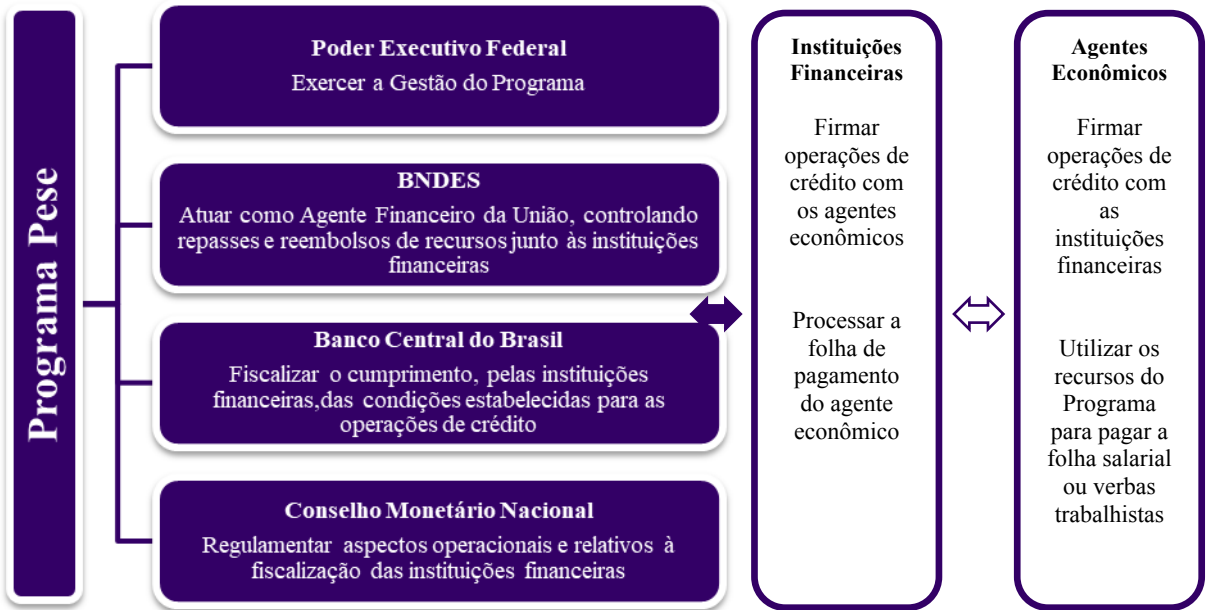 Programa Pese
Poder Executivo Federal
Exercer a Gestão do Programa
BNDES
Atuar como Agente Financeiro da União, controlando
repasses e reembolsos de recursos junto às instituições
financeiras
Banco Central do Brasil
Fiscalizar o cumprimento, pelas instituições
financeiras,das condições estabelecidas para as
operações de crédito
Conselho Monetário Nacional
Regulamentar aspectos operacionais e relativos à
fiscalização das instituições financeiras
Instituições
Financeiras
Firmar
operações de
crédito com
os agentes
econômicos
Processar a
folha de
pagamento
do agente
econômico
Agentes
Econômicos
Firmar
operações de
crédito com
as
instituições
financeiras
Utilizar os
recursos do
Programa
para pagar a
folha salarial
ou verbas
trabalhistas